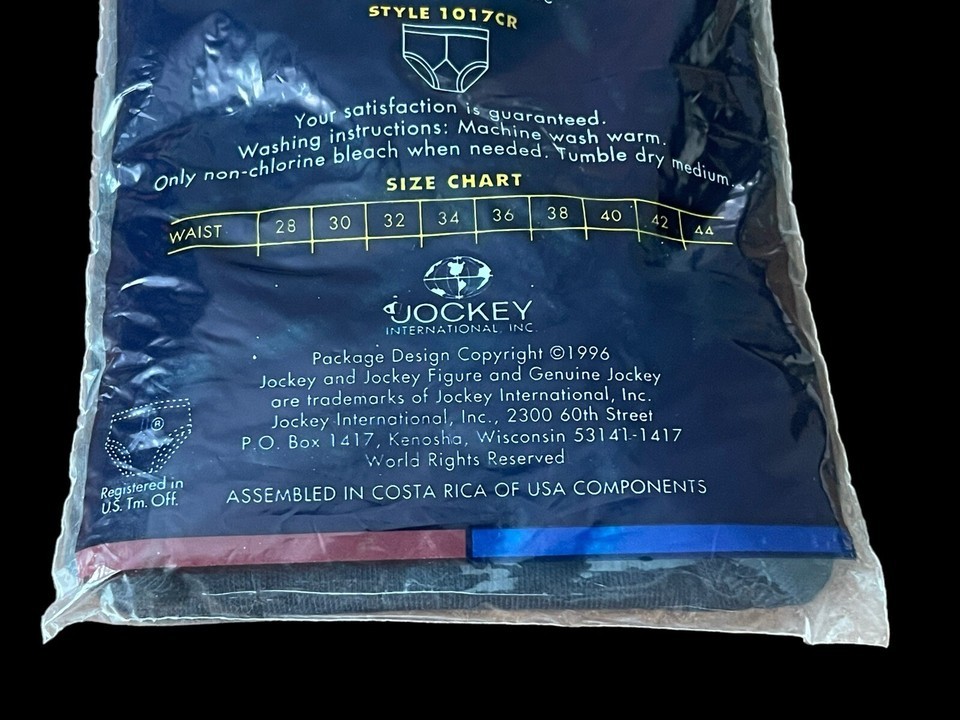 STYLE 1017CR
Your satisfaction is guaranteed.
Washing instructions: Machine wash warm.
Only non-chlorine bleach when needed. Tumble dry medium.
SIZE CHART
WAIST 28 30 32 34 36 38 40 42 44
JOCKEY
INTERNATIONAL, INC.
Package Design Copyright ©1996
Jockey and Jockey Figure and Genuine Jockey
are trademarks of Jockey International, Inc.
Jockey International, Inc., 2300 60th Street
P.O. Box 1417, Kenosha, Wisconsin 53141-1417
World Rights Reserved
®
Registered in
U.S. Tm. Off.
ASSEMBLED IN COSTA RICA OF USA COMPONENTS